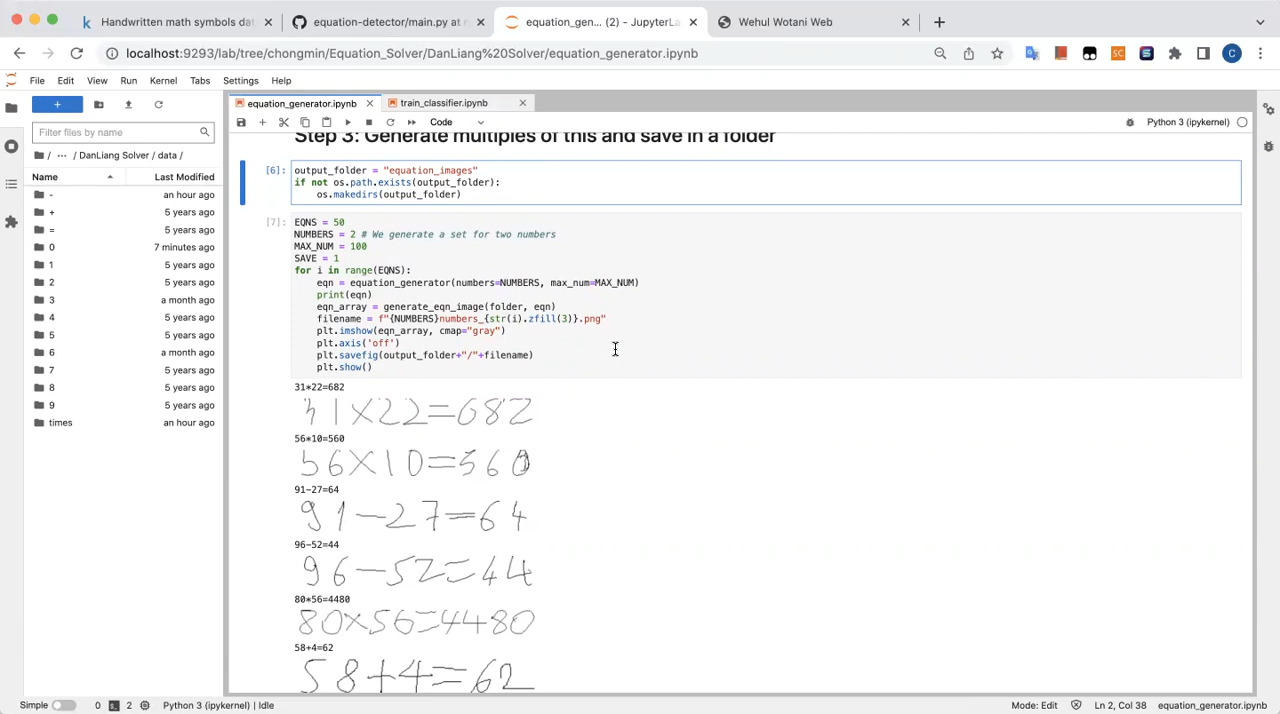 Handwritten math symbols da
equation-detector/main.py at m
equation_gen... (2) - JupyterLa
Wehul Wotani Web
localhost:9293/lab/tree/chongmin/Equation_Solver/DanLiang%20Solver/equation_generator.ipynb
File Edit View Run Kernel Tabs Settings Help
equation_generator.ipynb
train_classifier.ipynb
Code
Python 3 (ipykernel)
Filter files by name
/ ... / DanLiang Solver / data /
Name Last Modified
- an hour ago
+ 5 years ago
= 5 years ago
0 7 minutes ago
1 5 years ago
2 5 years ago
3 a month ago
4 5 years ago
5 5 years ago
6 a month ago
7 5 years ago
8 5 years ago
9 5 years ago
times an hour ago
Step 3: Generate multiples of this and save in a folder
[6]: output_folder = "equation_images"
if not os.path.exists(output_folder):
os.makedirs(output_folder)
[7]: EQNS = 50
NUMBERS = 2 # We generate a set for two numbers
MAX_NUM = 100
SAVE = 1
for i in range(EQNS):
eqn = equation_generator(numbers=NUMBERS, max_num=MAX_NUM)
print(eqn)
eqn_array = generate_eqn_image(folder, eqn)
filename = f"{NUMBERS}numbers_{str(i).zfill(3)}.png"
plt.imshow(eqn_array, cmap="gray")
plt.axis('off')
plt.savefig(output_folder+"/"+filename)
plt.show()
31*22=682
31×22=682
56*10=560
56×10=560
91-27=64
91-27=64
96-52=44
96-52=44
80*56=4480
80×56=4480
58+4=62
58+4=62
Simple 0 2 Python 3 (ipykernel) | Idle
Mode: Edit Ln 2, Col 38 equation_generator.ipynb